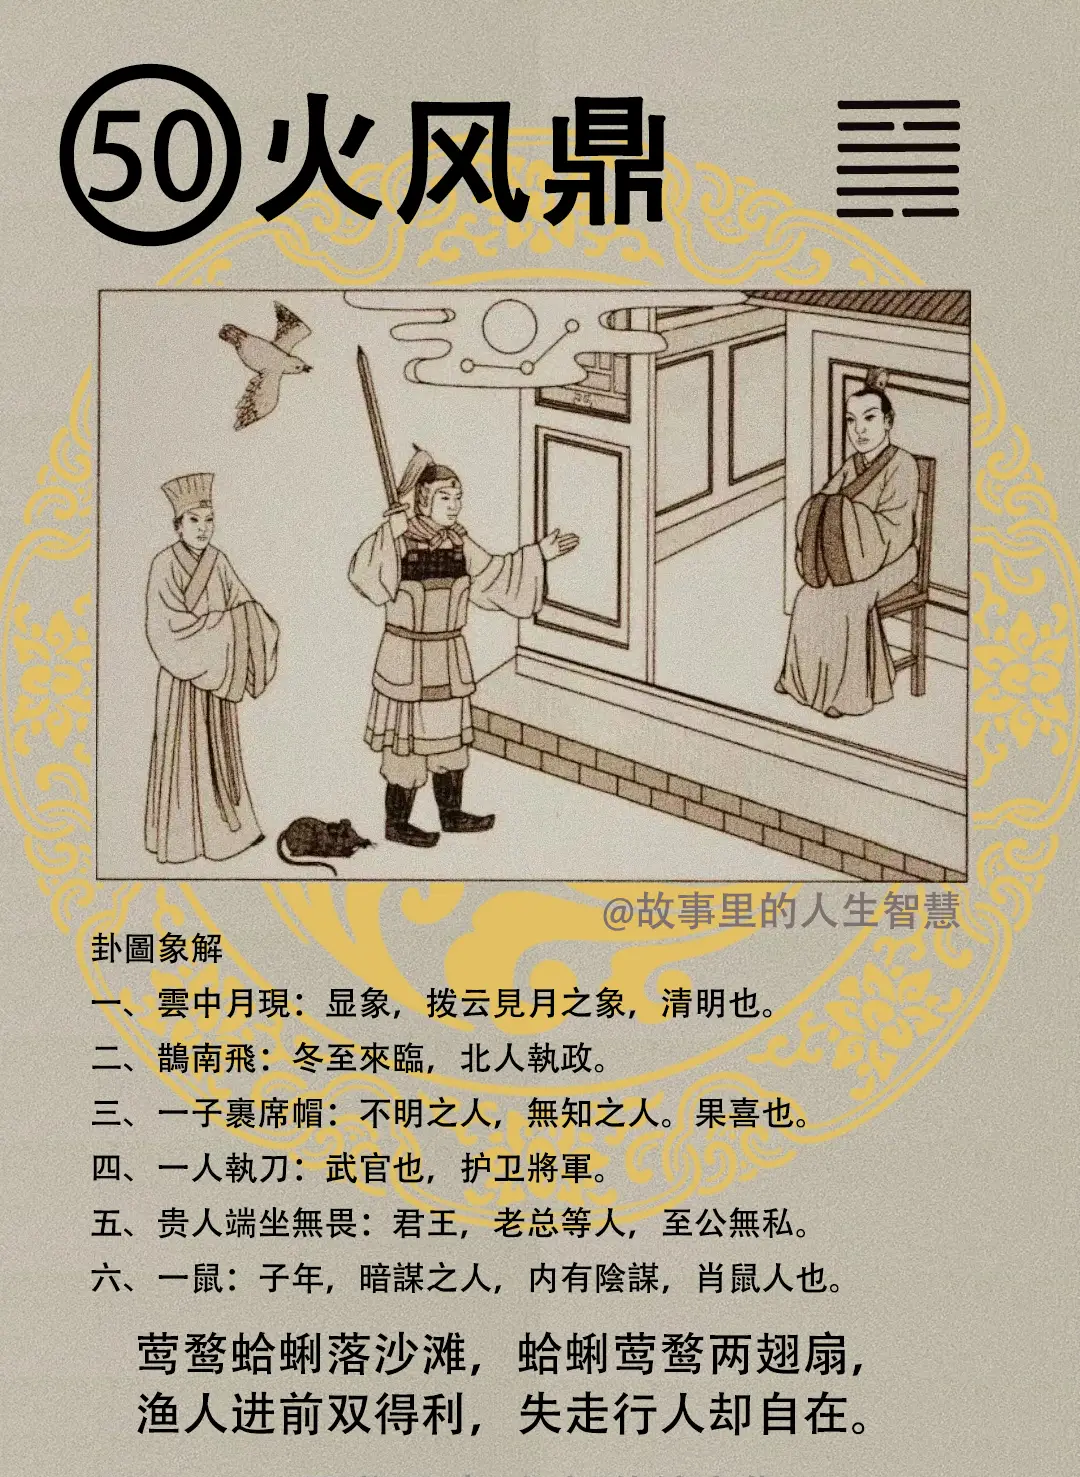 50 火风鼎
@故事里的人生智慧
卦圖象解
一、雲中月現：显象，拨云見月之象，清明也。
二、鵲南飛：冬至來臨，北人執政。
三、一子裹席帽：不明之人，無知之人。果喜也。
四、一人執刀：武官也，护卫將軍。
五、贵人端坐無畏：君王，老总等人，至公無私。
六、一鼠：子年，暗謀之人，内有陰謀，肖鼠人也。
莺鹜蛤蜊落沙滩，蛤蜊莺鹜两翅扇，
渔人进前双得利，失走行人却自在。